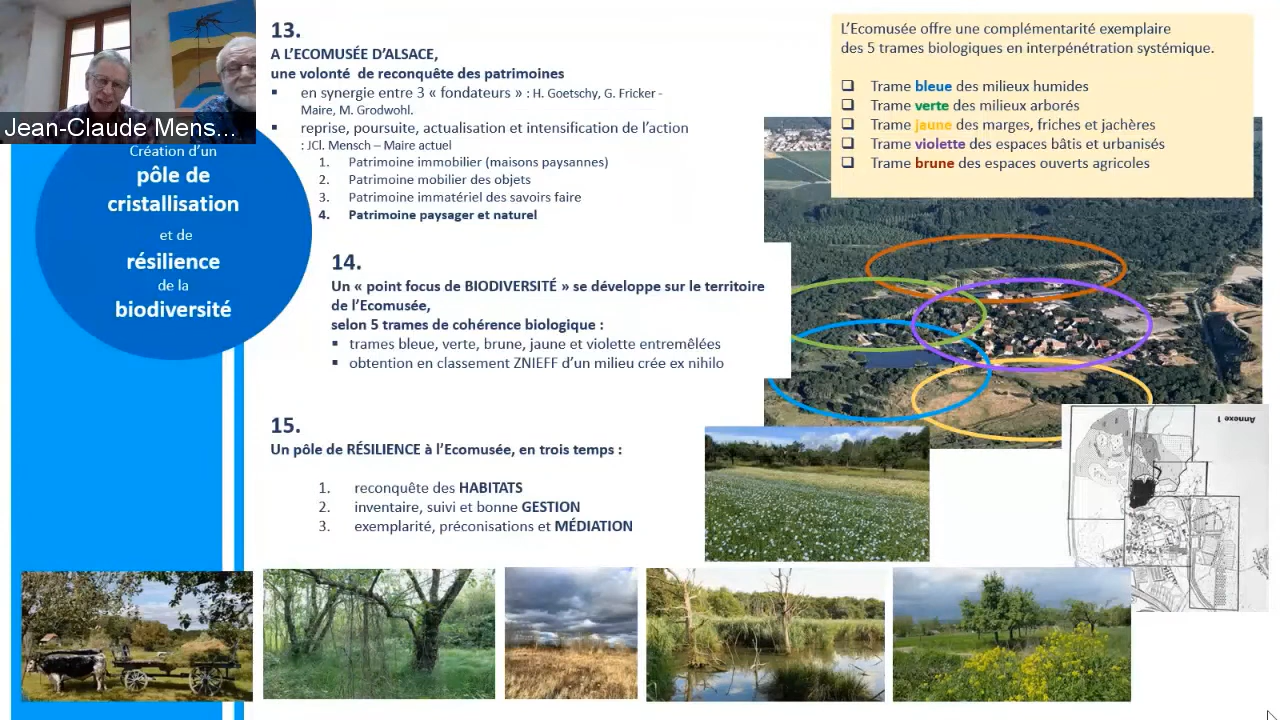 Jean-Claude Mens...
Création d'un
pôle de
cristallisation
et de
résilience
de la
biodiversité
13.
A L'ECOMUSÉE D'ALSACE,
une volonté de reconquête des patrimoines
▪ en synergie entre 3 « fondateurs » : H. Goetschy, G. Fricker -
Maire, M. Grodwohl.
▪ reprise, poursuite, actualisation et intensification de l'action
: JCl. Mensch – Maire actuel
1. Patrimoine immobilier (maisons paysannes)
2. Patrimoine mobilier des objets
3. Patrimoine immatériel des savoirs faire
4. Patrimoine paysager et naturel
14.
Un « point focus de BIODIVERSITÉ » se développe sur le territoire
de l'Ecomusée,
selon 5 trames de cohérence biologique :
▪ trames bleue, verte, brune, jaune et violette entremêlées
▪ obtention en classement ZNIEFF d'un milieu crée ex nihilo
15.
Un pôle de RÉSILIENCE à l'Ecomusée, en trois temps :
1. reconquête des HABITATS
2. inventaire, suivi et bonne GESTION
3. exemplarité, préconisations et MÉDIATION
L'Ecomusée offre une complémentarité exemplaire
des 5 trames biologiques en interpénétration systémique.
❑ Trame bleue des milieux humides
❑ Trame verte des milieux arborés
❑ Trame jaune des marges, friches et jachères
❑ Trame violette des espaces bâtis et urbanisés
❑ Trame brune des espaces ouverts agricoles
Annexe 1